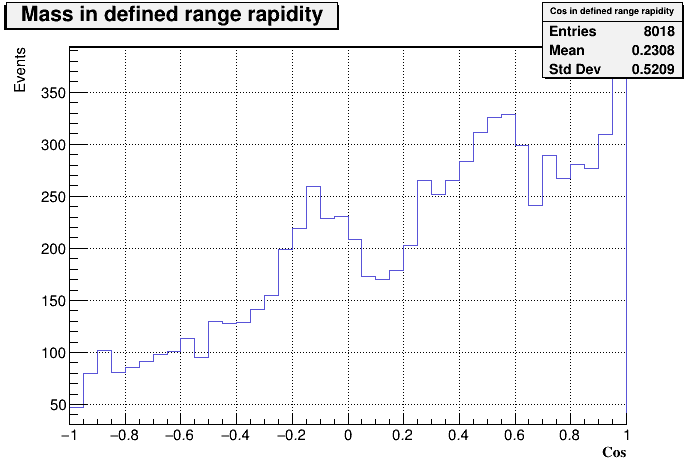 Mass in defined range rapidity
Cos in defined range rapidity
Entries 8018
Mean 0.2308
Std Dev 0.5209
Events
350
300
250
200
150
100
50
−1 −0.8 −0.6 −0.4 −0.2 0 0.2 0.4 0.6 0.8 1
Cos